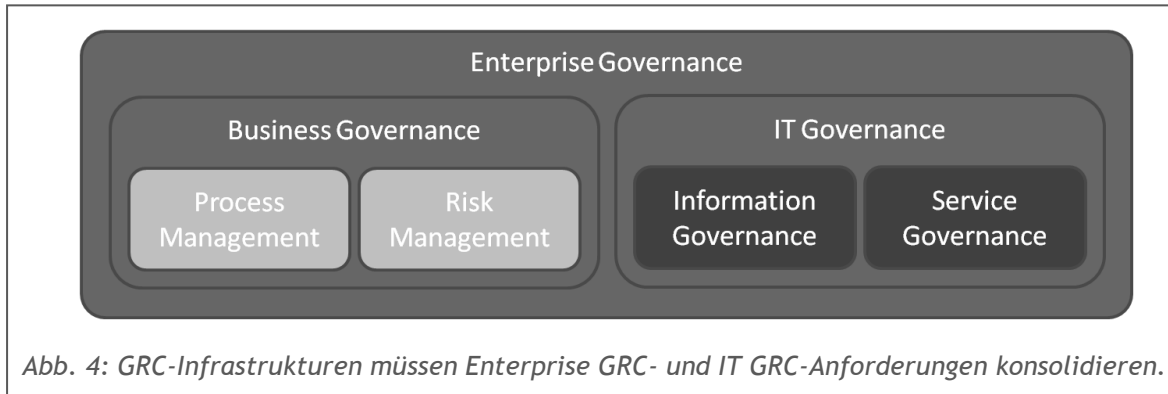 Enterprise Governance
Business Governance
IT Governance
Process
Management
Risk
Management
Information
Governance
Service
Governance
Abb. 4: GRC-Infrastrukturen müssen Enterprise GRC- und IT GRC-Anforderungen konsolidieren.